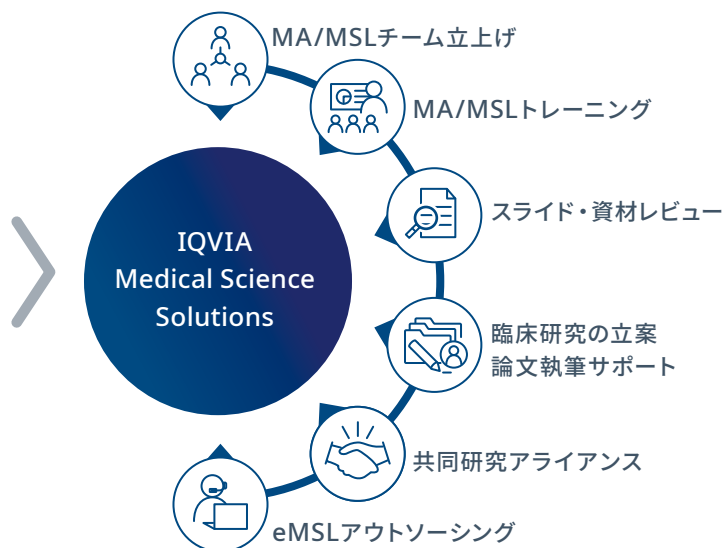 MA/MSLチーム立上げ
MA/MSLトレーニング
スライド・資材レビュー
IQVIA
Medical Science
Solutions
臨床研究の立案
論文執筆サポート
共同研究アライアンス
eMSLアウトソーシング